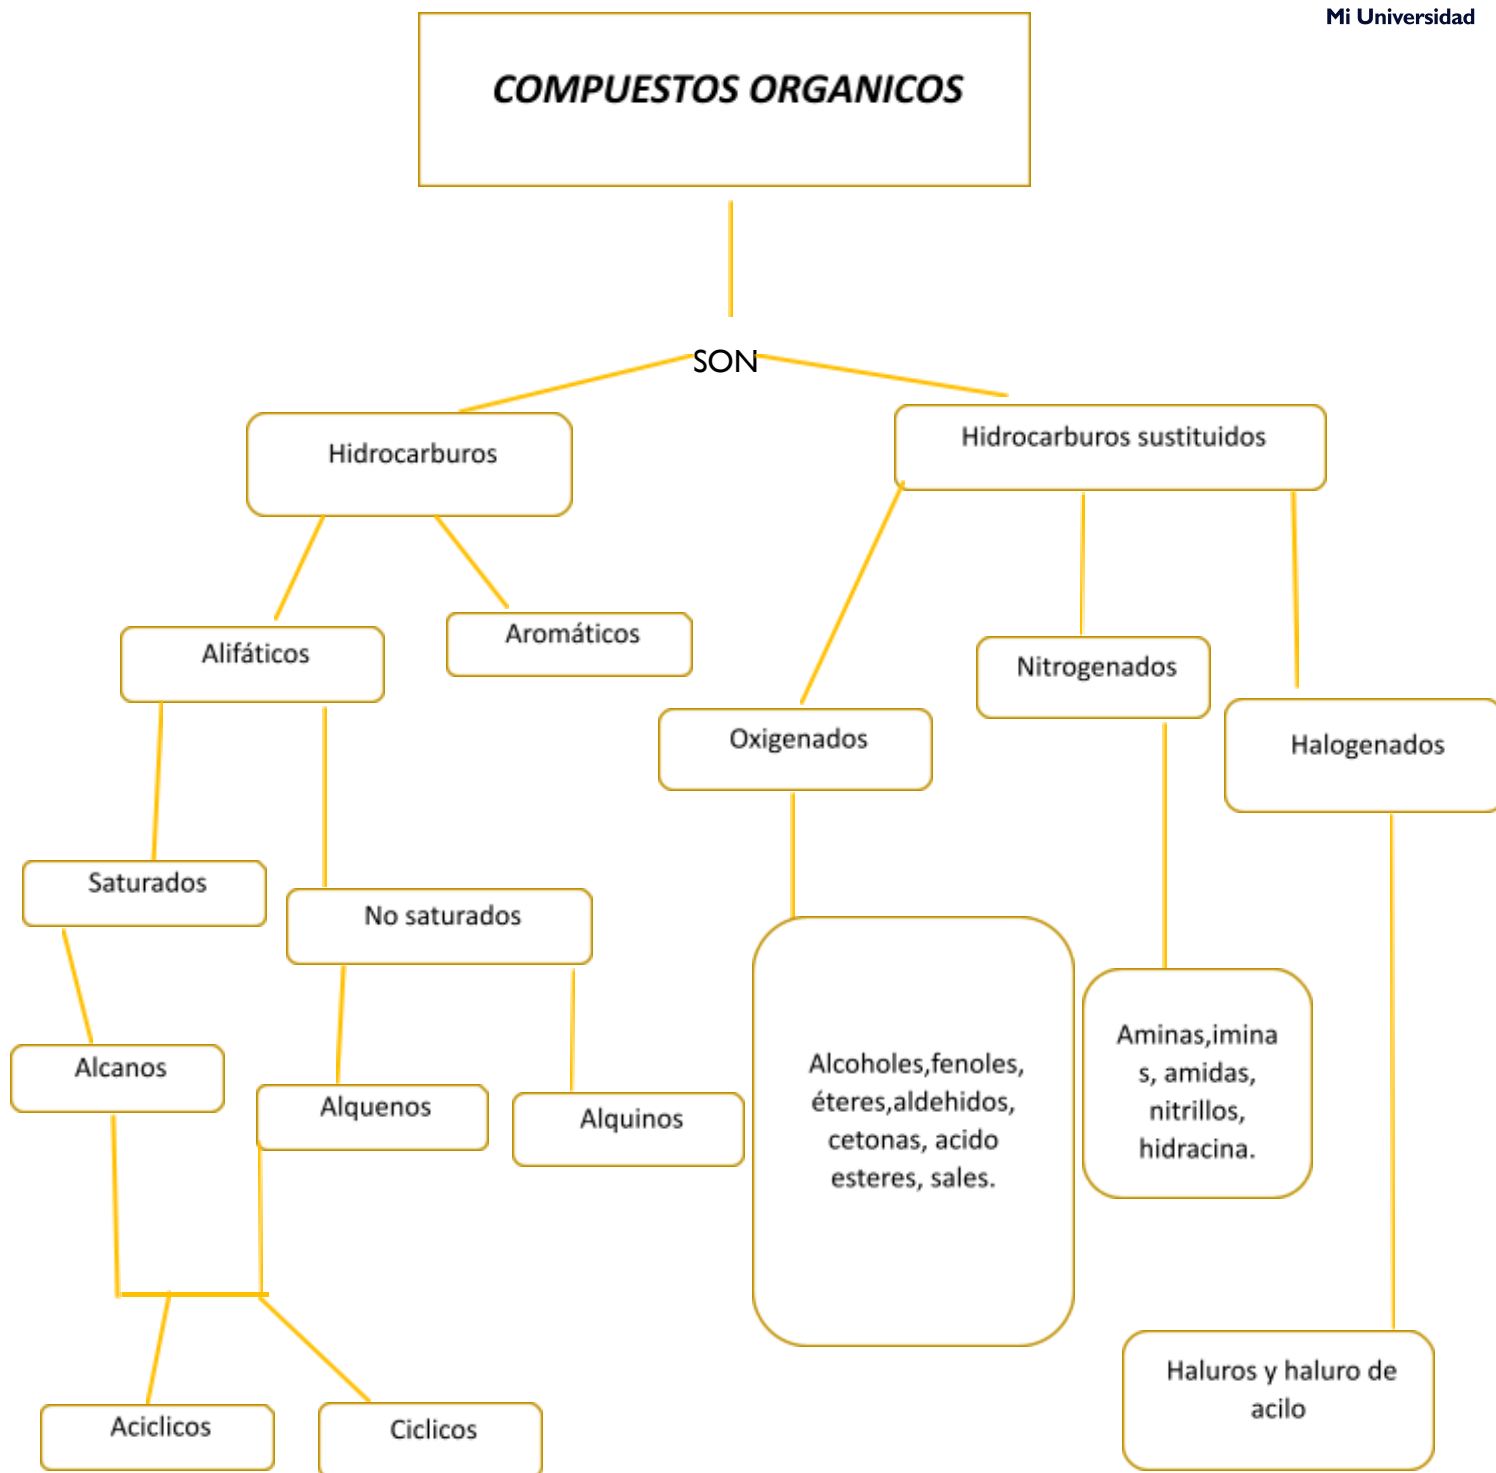 Mi Universidad
COMPUESTOS ORGANICOS
SON
Hidrocarburos
Hidrocarburos sustituidos
Alifáticos
Aromáticos
Nitrogenados
Oxigenados
Halogenados
Saturados
No saturados
Alcanos
Alquenos
Alquinos
Alcoholes,fenoles,
éteres,aldehidos,
cetonas, acido
esteres, sales.
Aminas,imina
s, amidas,
nitrillos,
hidracina.
Haluros y haluro de
acilo
Aciclicos
Ciclicos